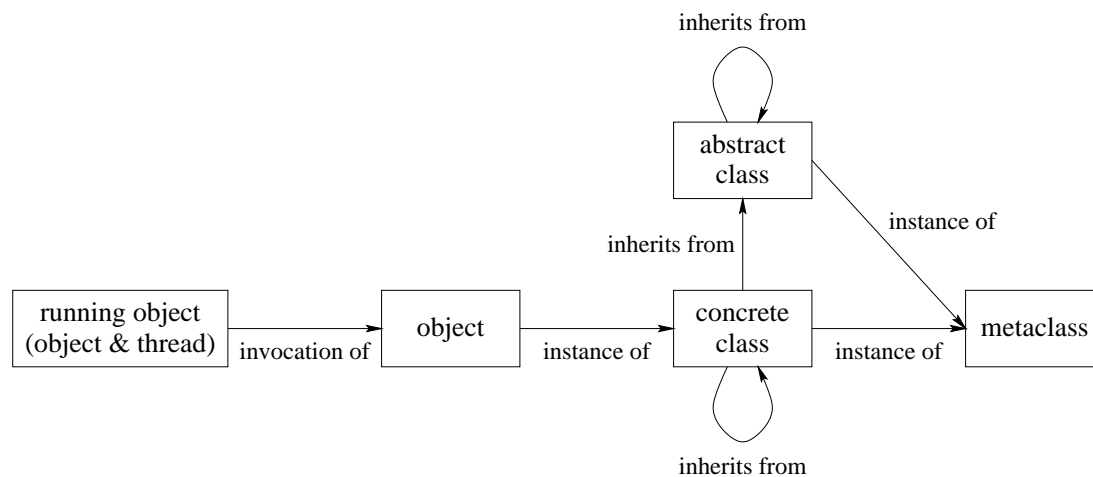 inherits from
abstract
class
instance of
inherits from
running object
(object & thread)
invocation of
object
instance of
concrete
class
instance of
metaclass
inherits from